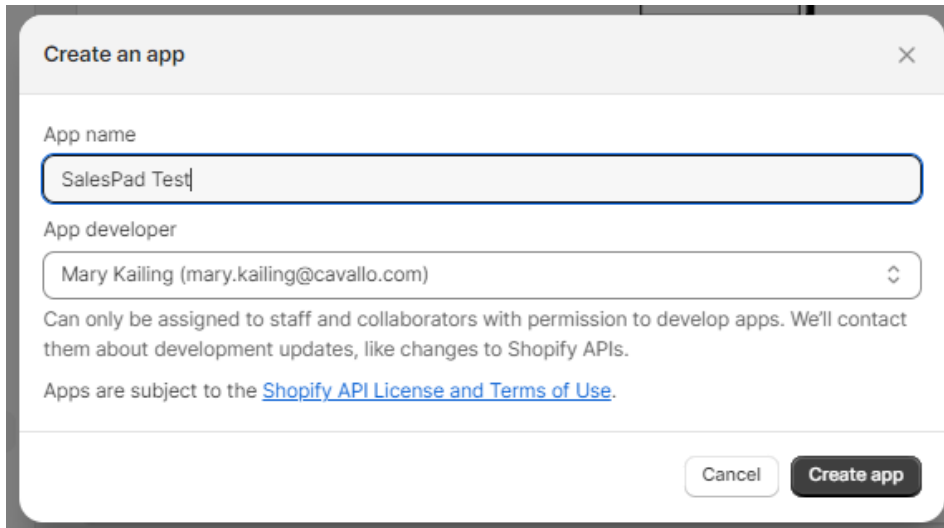 Create an app
App name
SalesPad Test
App developer
Mary Kailing (mary.kailing@cavallo.com)
Can only be assigned to staff and collaborators with permission to develop apps. We'll contact
them about development updates, like changes to Shopify APIs.
Apps are subject to the Shopify API License and Terms of Use.
Cancel
Create app